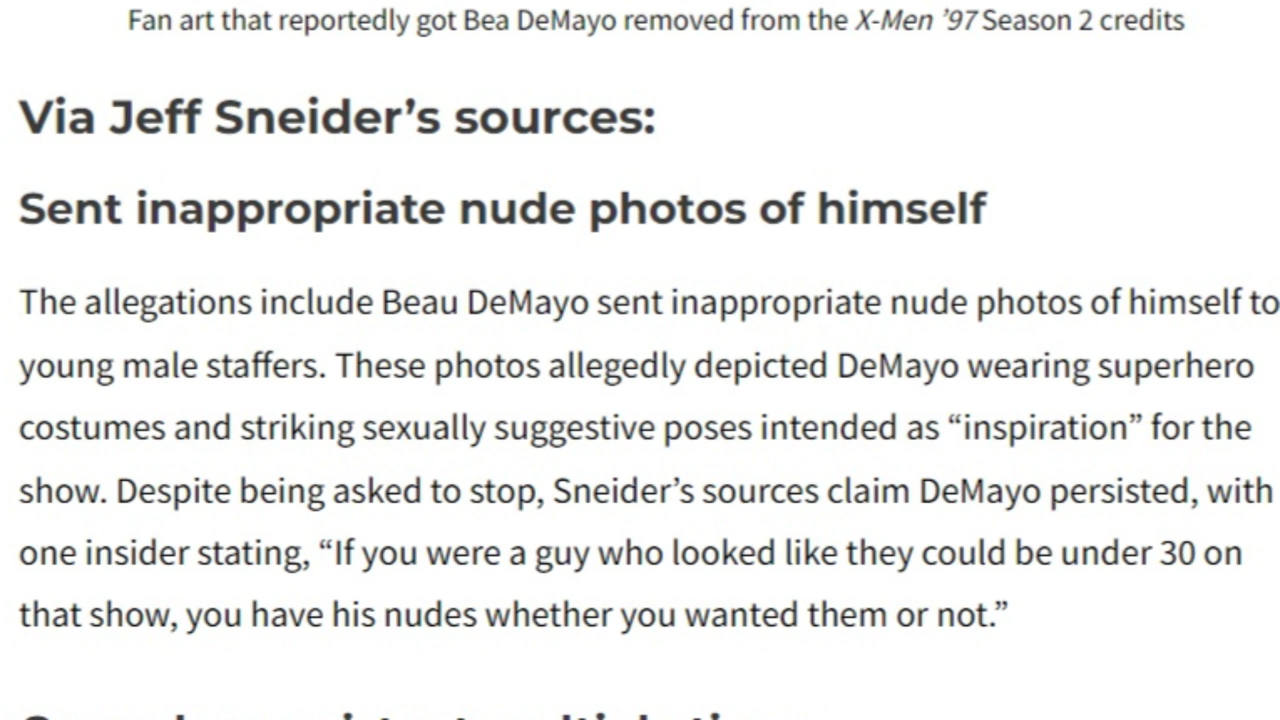 Fan art that reportedly got Bea DeMayo removed from the X-Men ’97 Season 2 credits
Via Jeff Sneider’s sources:
Sent inappropriate nude photos of himself
The allegations include Beau DeMayo sent inappropriate nude photos of himself to
young male staffers. These photos allegedly depicted DeMayo wearing superhero
costumes and striking sexually suggestive poses intended as “inspiration” for the
show. Despite being asked to stop, Sneider’s sources claim DeMayo persisted, with
one insider stating, “If you were a guy who looked like they could be under 30 on
that show, you have his nudes whether you wanted them or not.”